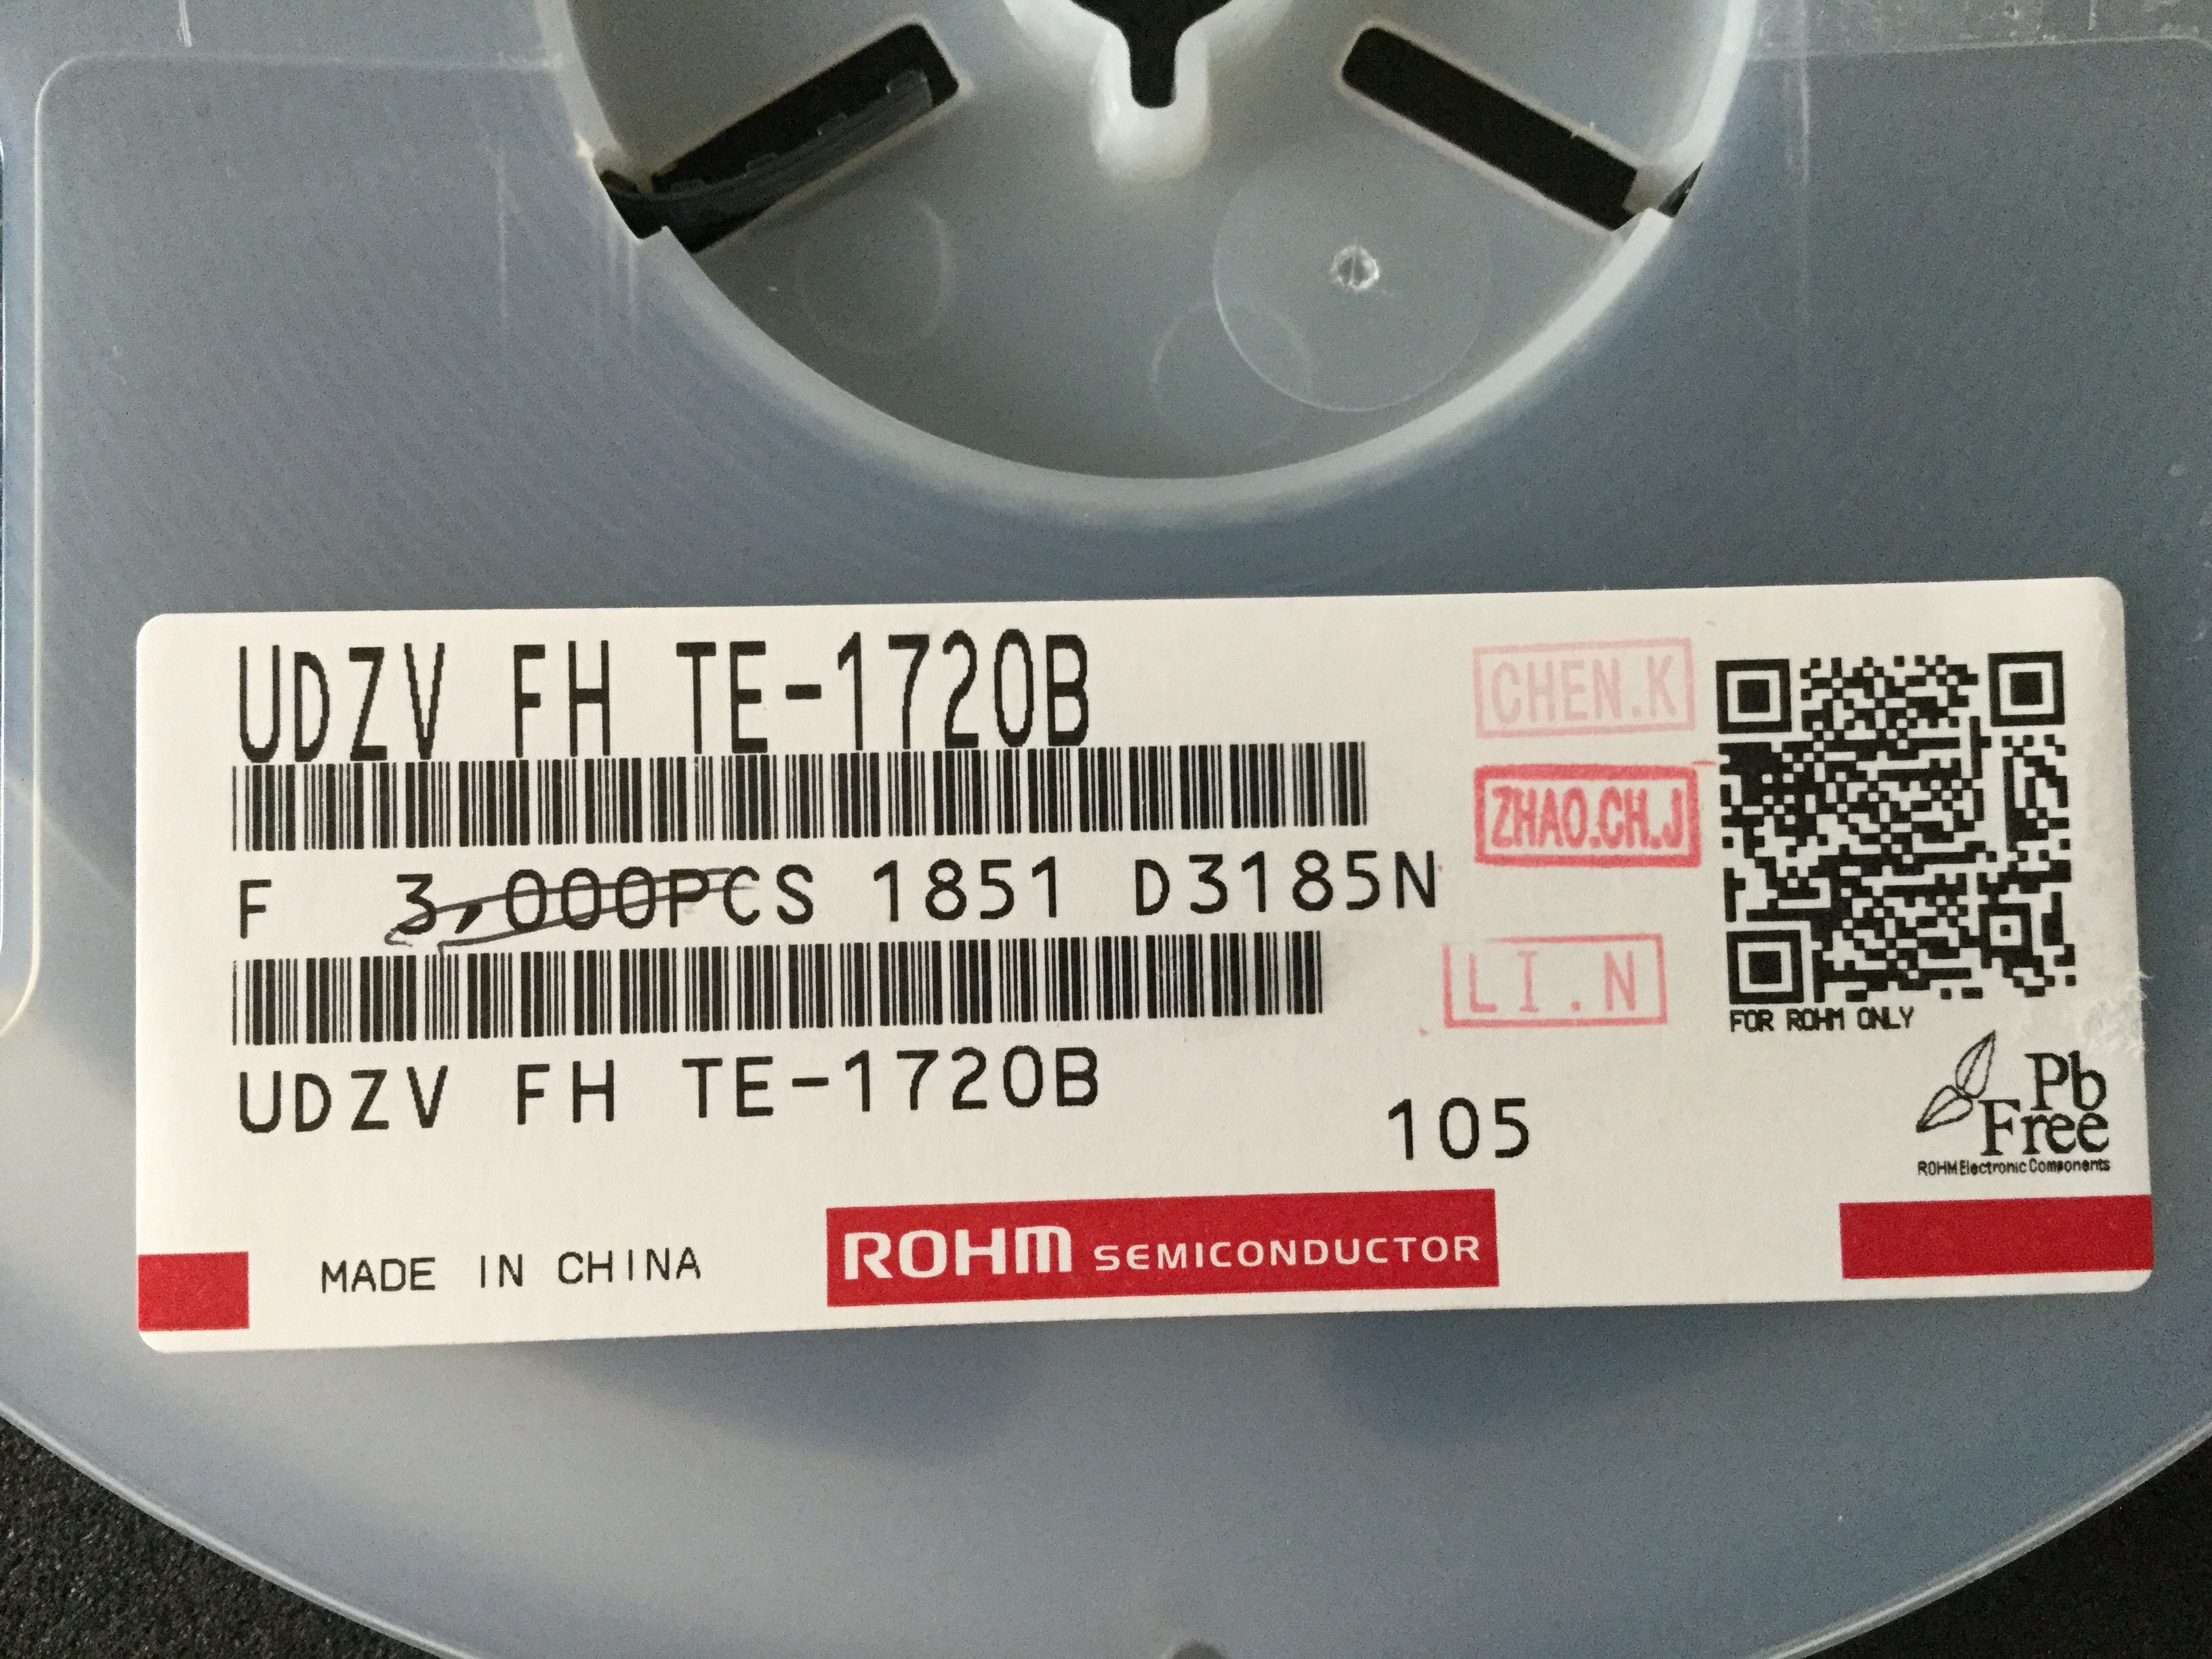 UDZV FH TE-1720B
CHEN.K
ZHAO.CH.J
F 3,000PCS 1851 D3185N
LI.N
FOR ROHM ONLY
UDZV FH TE-1720B
105
Pb
Free
ROHM Electronic Components
MADE IN CHINA
ROHM SEMICONDUCTOR